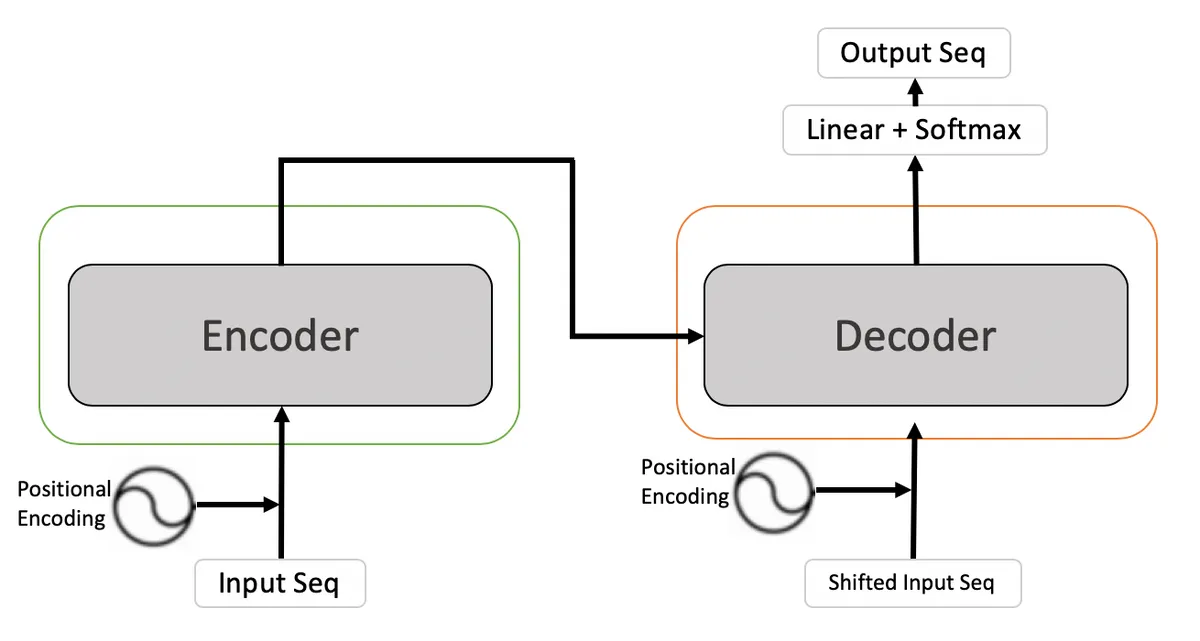 Output Seq
Linear + Softmax
Encoder
Decoder
Positional
Encoding
Positional
Encoding
Input Seq
Shifted Input Seq